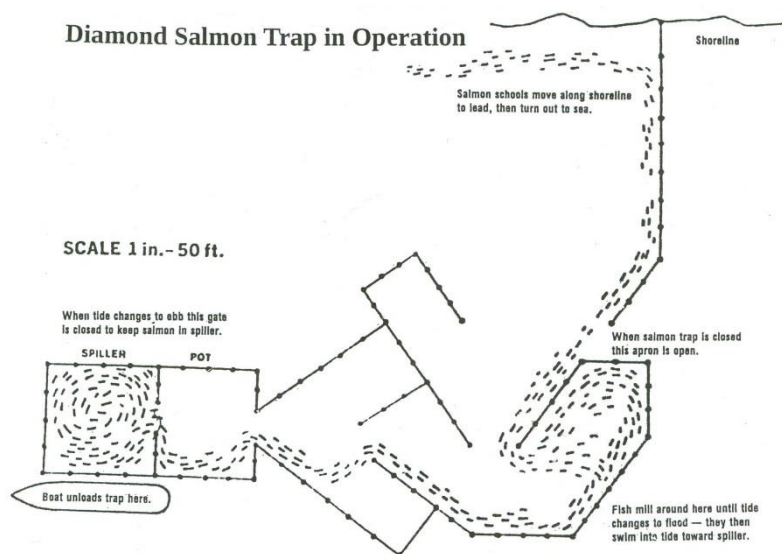 Diamond Salmon Trap in Operation
Shoreline
Salmon schools move along shoreline
to lead, then turn out to sea.
SCALE 1 in.- 50 ft.
When tide changes to ebb this gate
is closed to keep salmon in spiller.
SPILLER
POT
When salmon trap is closed
this apron is open.
Boat unloads trap here.
Fish mill around here until tide
changes to flood — they then
swim into tide toward spiller.